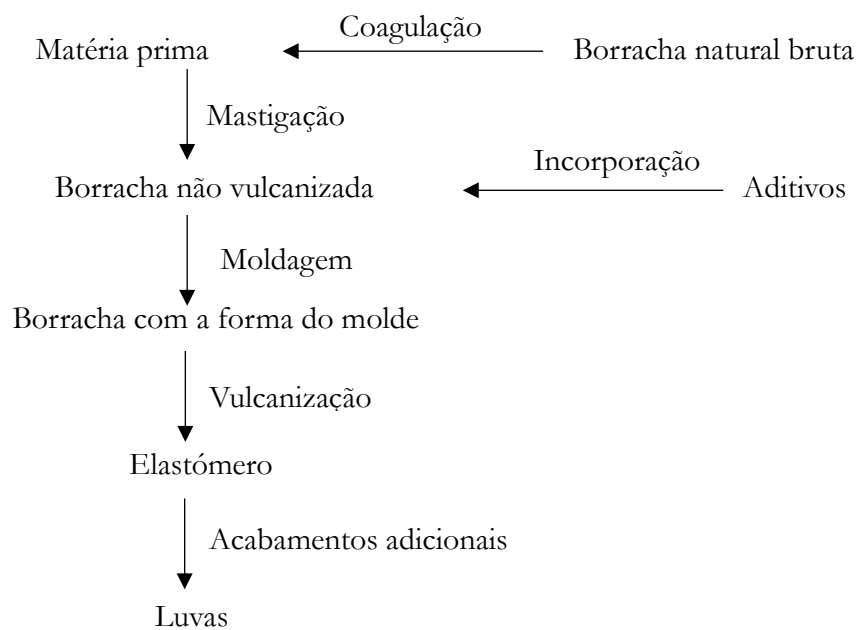 Coagulação
Matéria prima
Borracha natural bruta
Mastigação
Incorporação
Borracha não vulcanizada
Aditivos
Moldagem
Borracha com a forma do molde
Vulcanização
Elastómero
Acabamentos adicionais
Luvas